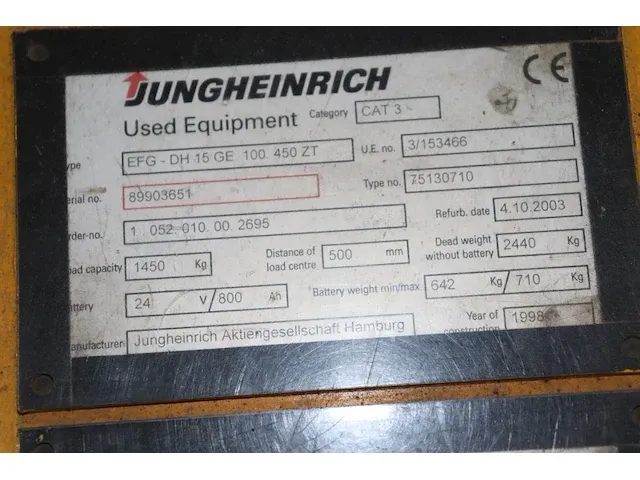 JUNGHEINRICH
CE
Used Equipment Category CAT 3
ype EFG - DH 15 GE 100. 450 ZT U.E. no. 3/153466
erial no. 89903651 Type no. 75130710
rder-no. 1 052 010. 00. 2695 Refurb. date 4.10.2003
oad capacity 1450 Kg Distance of load centre 500 mm Dead weight without battery 2440 Kg
attery 24 V / 800 Ah Battery weight min/max 642 Kg / 710 Kg
manufacturer Jungheinrich Aktiengesellschaft Hamburg Year of construction 1998